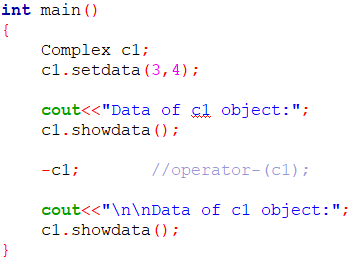 int main()
{
Complex c1;
c1.setdata(3,4);
cout<<"Data of c1 object:";
c1.showdata();
-c1; //operator-(c1);
cout<<"\n\nData of c1 object:";
c1.showdata();
}